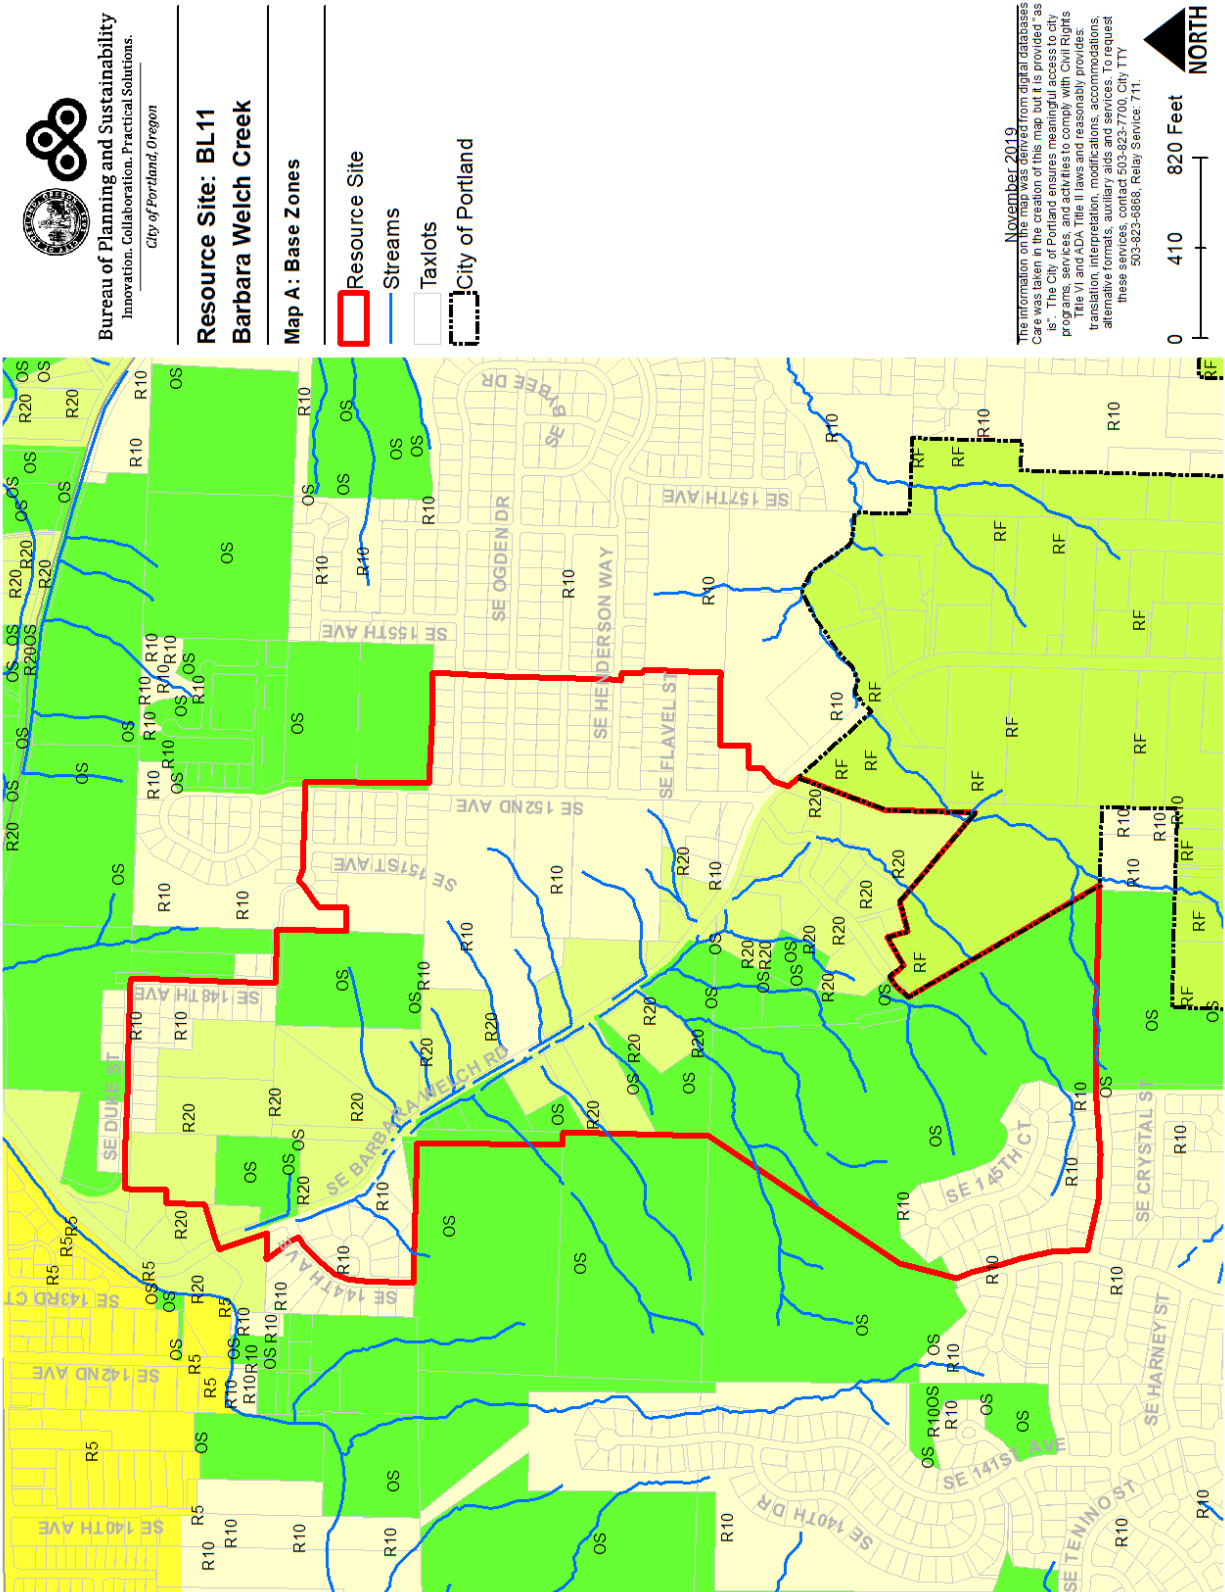 Bureau of Planning and Sustainability
Innovation. Collaboration. Practical Solutions.
City of Portland, Oregon
Resource Site: BL11
Barbara Welch Creek
Map A: Base Zones
Resource Site
Streams
Taxlots
City of Portland
November 2019
The information on the map was derived from digital databases
Care was taken in the creation of this map but it is provided "as
is". The City of Portland ensures meaningful access to city
programs, services, and activities to comply with Civil Rights
Title VI and ADA Title II laws and reasonably provides:
translation, interpretation, modifications, accommodations,
alternative formats, auxiliary aids and services. To request
these services, contact 503-823-7700, City TTY
503-823-6868, Relay Service: 711.
0 410 820 Feet
NORTH
SE DUKE ST
SE 148TH AVE
SE 151ST AVE
SE 152ND AVE
SE 155TH AVE
SE 157TH AVE
SE OGDEN DR
SE HENDERSON WAY
SE FLAVEL ST
SE BYBEE DR
SE BARBARA WELCH RD
SE 144TH AVE
SE 143RD CT
SE 142ND AVE
SE 140TH AVE
SE 145TH CT
SE CRYSTAL ST
SE HARNEY ST
SE 141ST AVE
SE 140TH DR
SE TENINO ST
R5
R10
R20
RF
OS